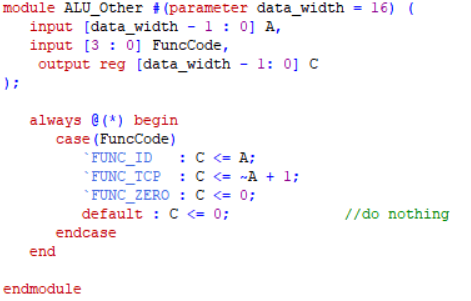 module ALU_Other #(parameter data_width = 16) (
    input [data_width - 1 : 0] A,
    input [3 : 0] FuncCode,
     output reg [data_width - 1: 0] C
);

    always @(*) begin
       case(FuncCode)
          `FUNC_ID   : C <= A;
          `FUNC_TCP  : C <= ~A + 1;
          `FUNC_ZERO : C <= 0;
          default : C <= 0;              //do nothing
       endcase
    end

endmodule